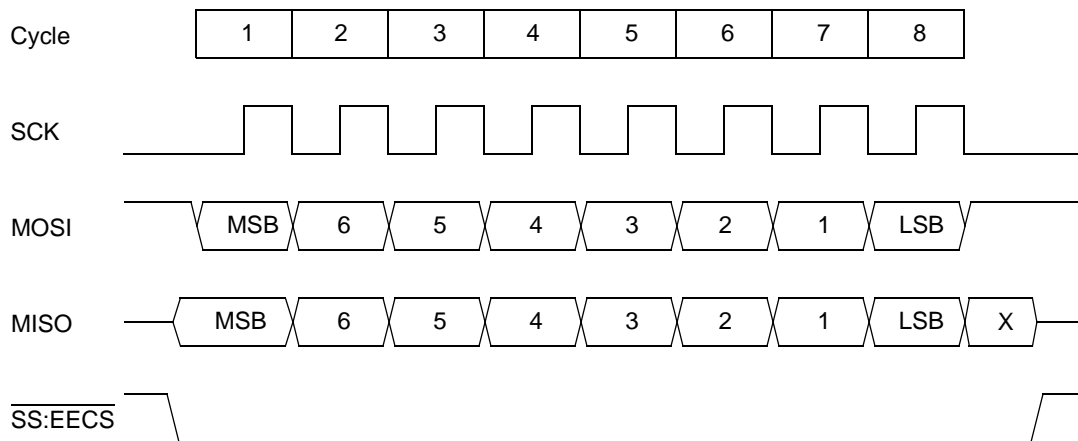 Cycle 1 2 3 4 5 6 7 8
SCK
MOSI MSB 6 5 4 3 2 1 LSB
MISO MSB 6 5 4 3 2 1 LSB X
SS:EECS